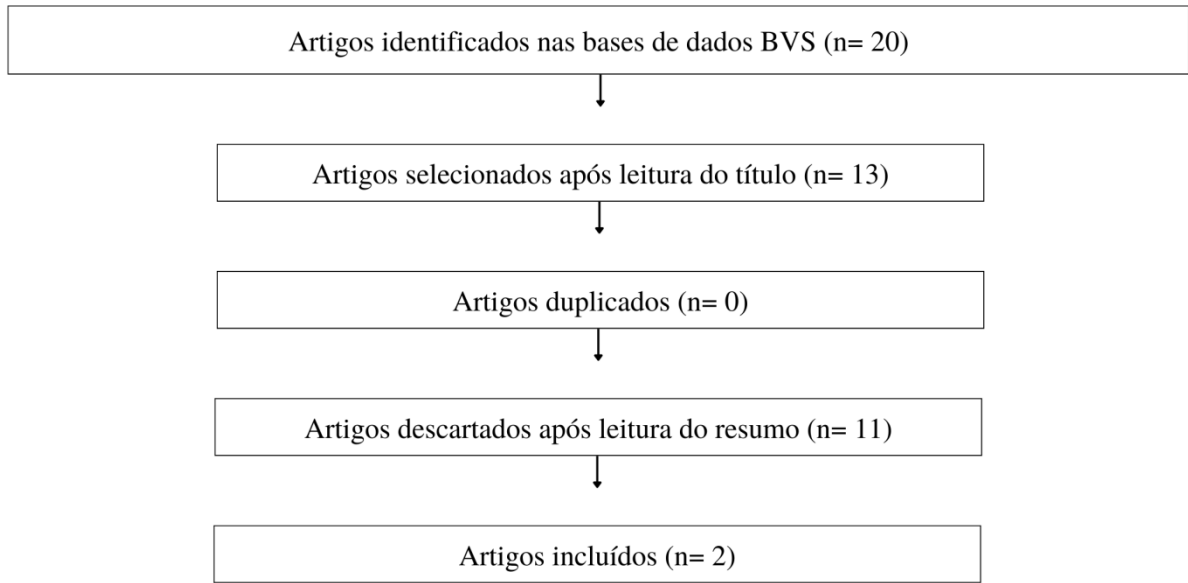 Artigos identificados nas bases de dados BVS (n= 20)
Artigos selecionados após leitura do título (n= 13)
Artigos duplicados (n= 0)
Artigos descartados após leitura do resumo (n= 11)
Artigos incluídos (n= 2)